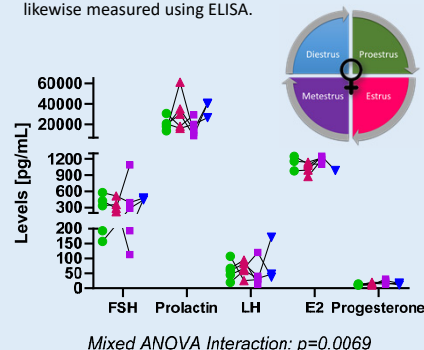 likewise measured using ELISA.
Diestrus
Proestrus
Metestrus
Estrus
Levels [pg/mL]
60000
40000
20000
0
1200
900
600
300
200
150
100
50
0
FSH Prolactin LH E2 Progesterone
Mixed ANOVA Interaction: p=0.0069